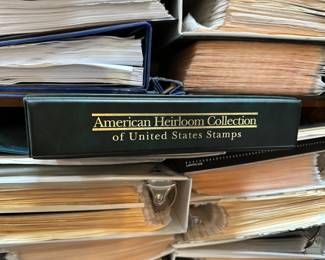 American Heirloom Collection
of United States Stamps